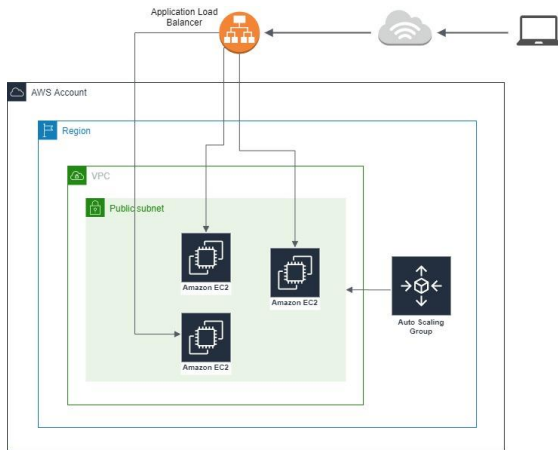 Application Load
Balancer
AWS Account
Region
VPC
Public subnet
Amazon EC2
Amazon EC2
Amazon EC2
Auto Scaling
Group